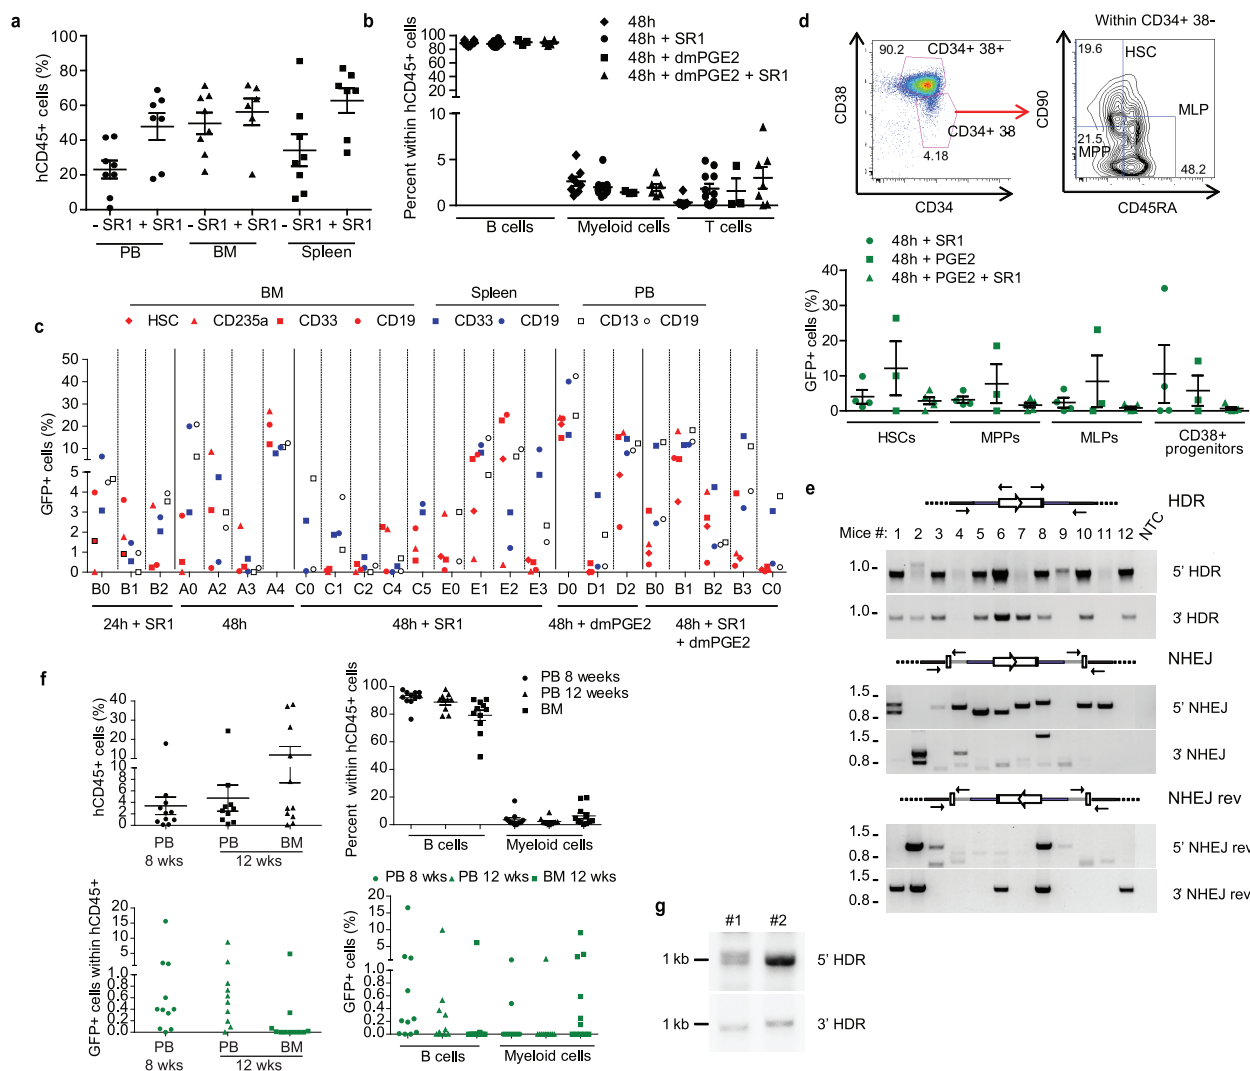 a
hCD45+ cells (%)
100
80
60
40
20
0
- SR1 + SR1 - SR1 + SR1 - SR1 + SR1
PB BM Spleen
b
Percent within hCD45+ cells
100
80
60
40
20
10
5
0
48h
48h + SR1
48h + dmPGE2
48h + dmPGE2 + SR1
B cells Myeloid cells T cells
c
BM Spleen PB
HSC CD235a CD33 CD19 CD33 CD19 CD13 CD19
GFP+ cells (%)
50
40
30
20
10
5
4
3
2
1
0
B0 B1 B2 A0 A2 A3 A4 C0 C1 C2 C4 C5 E0 E1 E2 E3 D0 D1 D2 B0 B1 B2 B3 C0
24h + SR1 48h 48h + SR1 48h + dmPGE2 48h + SR1
+ dmPGE2
d
Within CD34+ 38-
90.2
CD34+ 38+
CD34+ 38
4.18
CD38
CD34
19.6
HSC
MLP
21.5
MPP
48.2
CD90
CD45RA
48h + SR1
48h + PGE2
48h + PGE2 + SR1
GFP+ cells (%)
40
30
20
10
0
HSCs MPPs MLPs CD38+
progenitors
e
HDR
Mice #: 1 2 3 4 5 6 7 8 9 10 11 12 NTC
1.0
5' HDR
1.0
3' HDR
NHEJ
1.5
0.8
5' NHEJ
1.5
0.8
3' NHEJ
NHEJ rev
1.5
0.8
5' NHEJ rev
1.5
0.8
3' NHEJ rev
f
hCD45+ cells (%)
40
30
20
10
8
6
4
2
0
PB PB BM
8 wks 12 wks
Percent within hCD45+ cells
100
80
60
40
20
0
PB 8 weeks
PB 12 weeks
BM
B cells Myeloid cells
GFP+ cells within hCD45+
20
15
10
5
1.0
0.8
0.6
0.4
0.2
0
PB PB BM
8 wks 12 wks
PB 8 wks PB 12 wks BM 12 wks
GFP+ cells (%)
20
15
10
5
1.0
0.8
0.6
0.4
0.2
0.0
B cells Myeloid cells
g
#1 #2
1 kb
5' HDR
1 kb
3' HDR